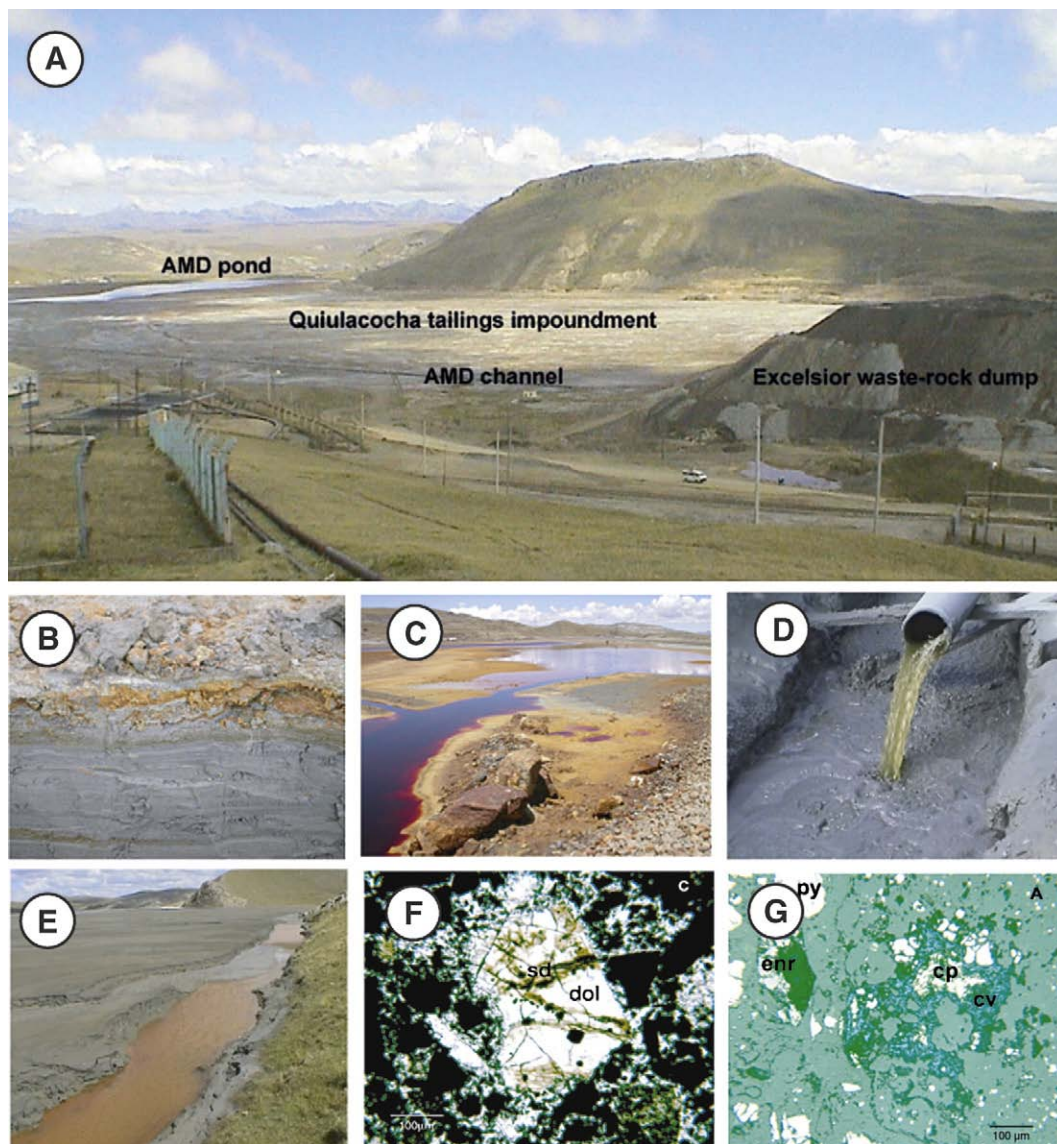 A
AMD pond
Quiulacocha tailings impoundment
AMD channel
Excelsior waste-rock dump
B
C
D
E
F
C
sd
dol
100µm
G
py
A
enr
cp
cv
100 µm